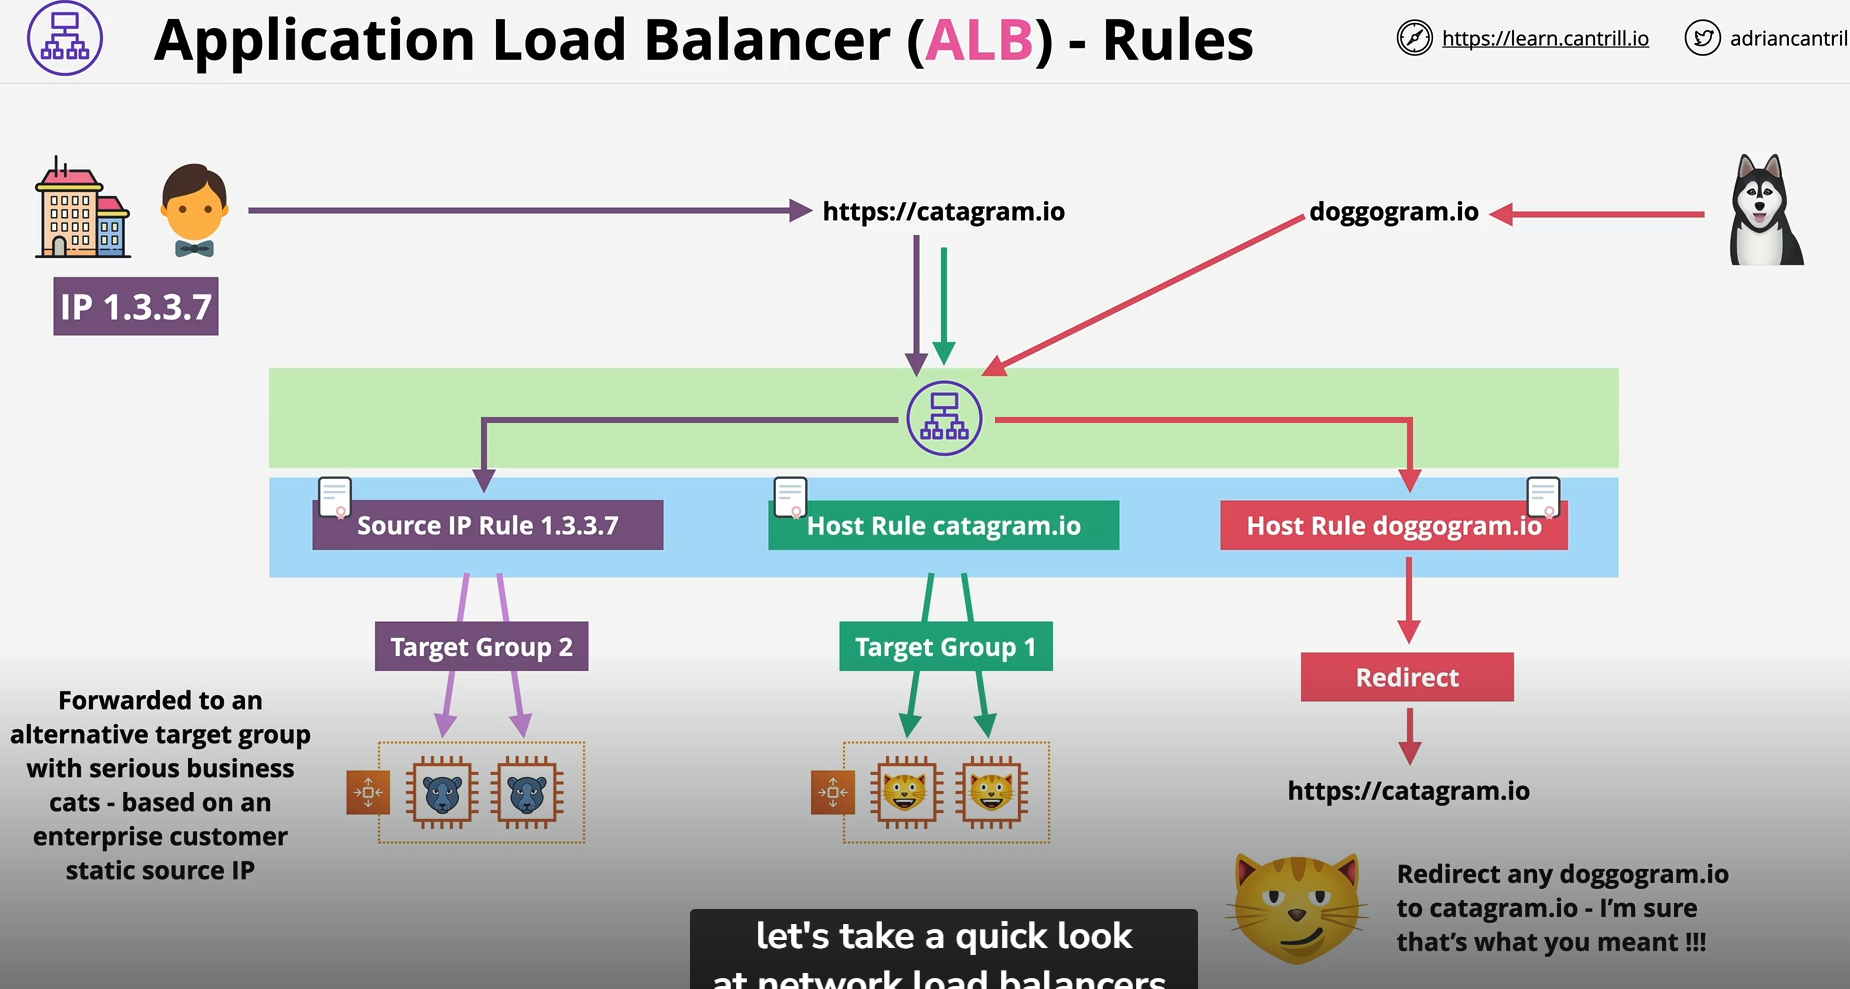 Application Load Balancer (ALB) - Rules
https://learn.cantrill.io
adriancantril
https://catagram.io
doggogram.io
IP 1.3.3.7
Source IP Rule 1.3.3.7
Host Rule catagram.io
Host Rule doggogram.io
Target Group 2
Target Group 1
Redirect
Forwarded to an
alternative target group
with serious business
cats - based on an
enterprise customer
static source IP
https://catagram.io
Redirect any doggogram.io
to catagram.io - I’m sure
that’s what you meant !!!
let's take a quick look
at network load balancers